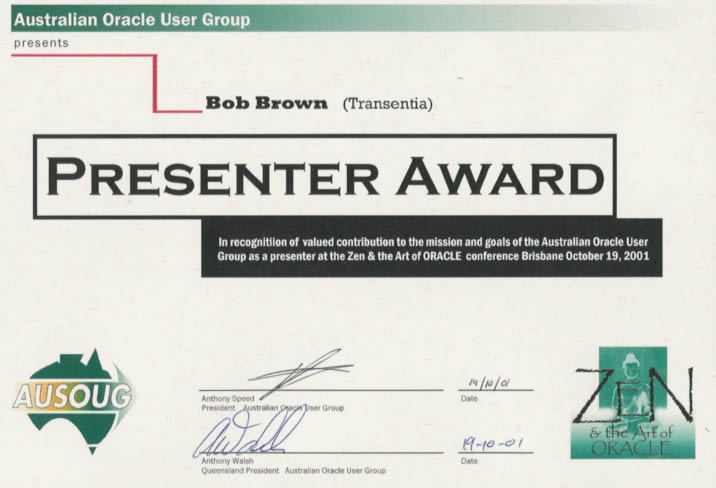 Australian Oracle User Group
presents
Bob Brown (Transentia)
PRESENTER AWARD
In recognitiion of valued contribution to the mission and goals of the Australian Oracle User
Group as a presenter at the Zen & the Art of ORACLE conference Brisbane October 19, 2001
AUSOUG
19/10/01
Anthony Speed
Date
President Australian Oracle User Group
19-10-01
Anthony Walsh
Date
Queensland President Australian Oracle User Group
ZEN
& the Art of
ORACLE